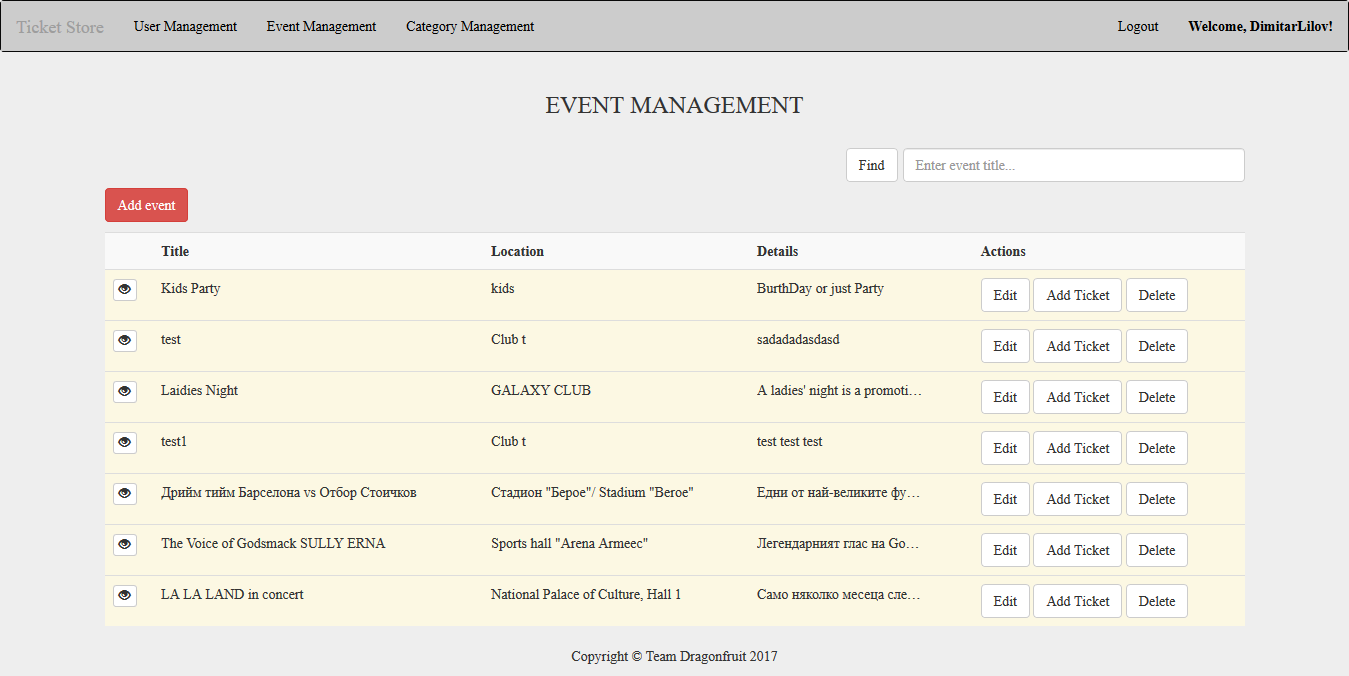 Ticket Store User Management Event Management Category Management Logout Welcome, DimitarLilov!
EVENT MANAGEMENT
Find Enter event title...
Add event
Title Location Details Actions
Kids Party kids BurthDay or just Party Edit Add Ticket Delete
test Club t sadadadasdasd Edit Add Ticket Delete
Laidies Night GALAXY CLUB A ladies' night is a promoti… Edit Add Ticket Delete
test1 Club t test test test Edit Add Ticket Delete
Дрийм тийм Барселона vs Отбор Стоичков Стадион "Берое"/ Stadium "Beroe" Едни от най-великите фу… Edit Add Ticket Delete
The Voice of Godsmack SULLY ERNA Sports hall "Arena Armeec" Легендарният глас на Go… Edit Add Ticket Delete
LA LA LAND in concert National Palace of Culture, Hall 1 Само няколко месеца сле… Edit Add Ticket Delete
Copyright © Team Dragonfruit 2017